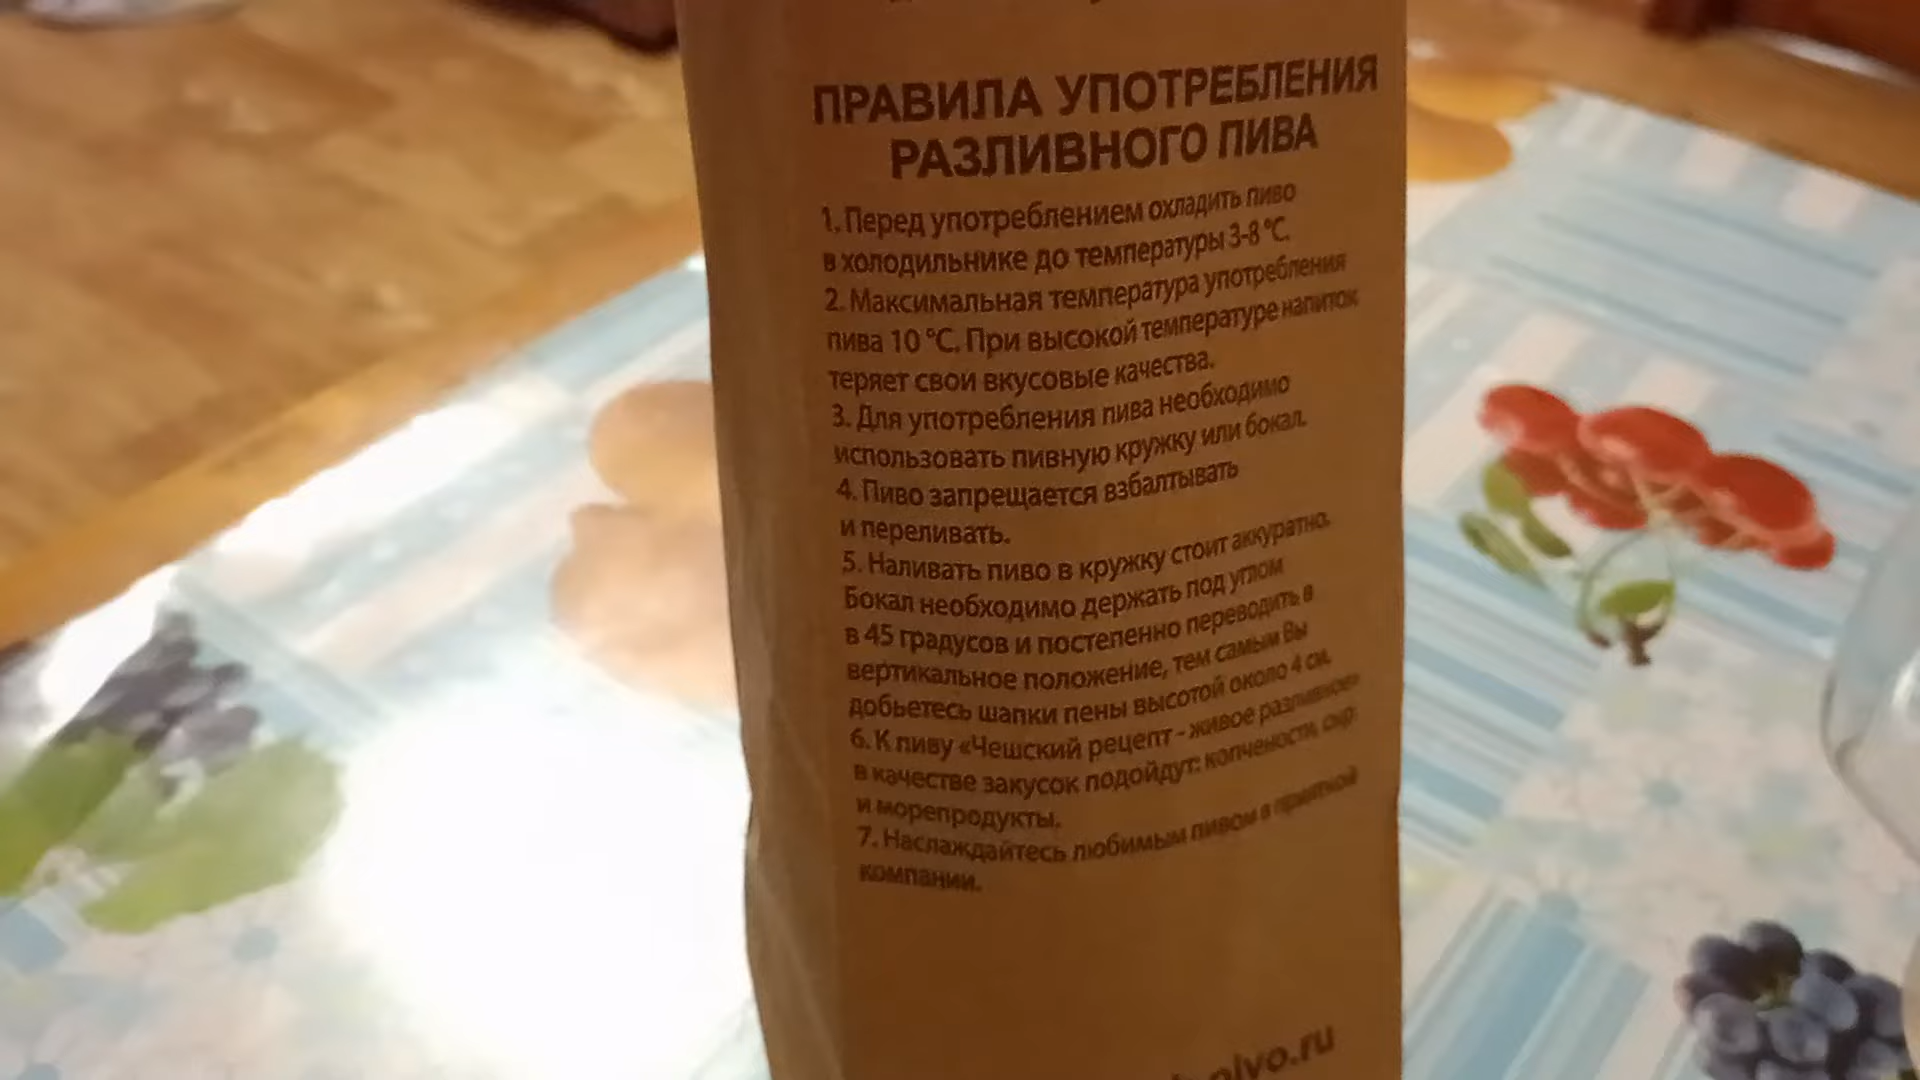 ПРАВИЛА УПОТРЕБЛЕНИЯ
РАЗЛИВНОГО ПИВА
1. Перед употреблением охладить пиво
в холодильнике до температуры 3-8 °С.
2. Максимальная температура употребления
пива 10 °С. При высокой температуре напиток
теряет свои вкусовые качества.
3. Для употребления пива необходимо
использовать пивную кружку или бокал.
4. Пиво запрещается взбалтывать
и переливать.
5. Наливать пиво в кружку стоит аккуратно.
Бокал необходимо держать под углом
в 45 градусов и постепенно переводить в
вертикальное положение, тем самым Вы
добьетесь шапки пены высотой около 4 см.
6. К пиву «Чешский рецепт - живое разливное»
в качестве закусок подойдут: копчености, сыр
и морепродукты.
7. Наслаждайтесь любимым пивом в приятной
компании.
olvo.ru